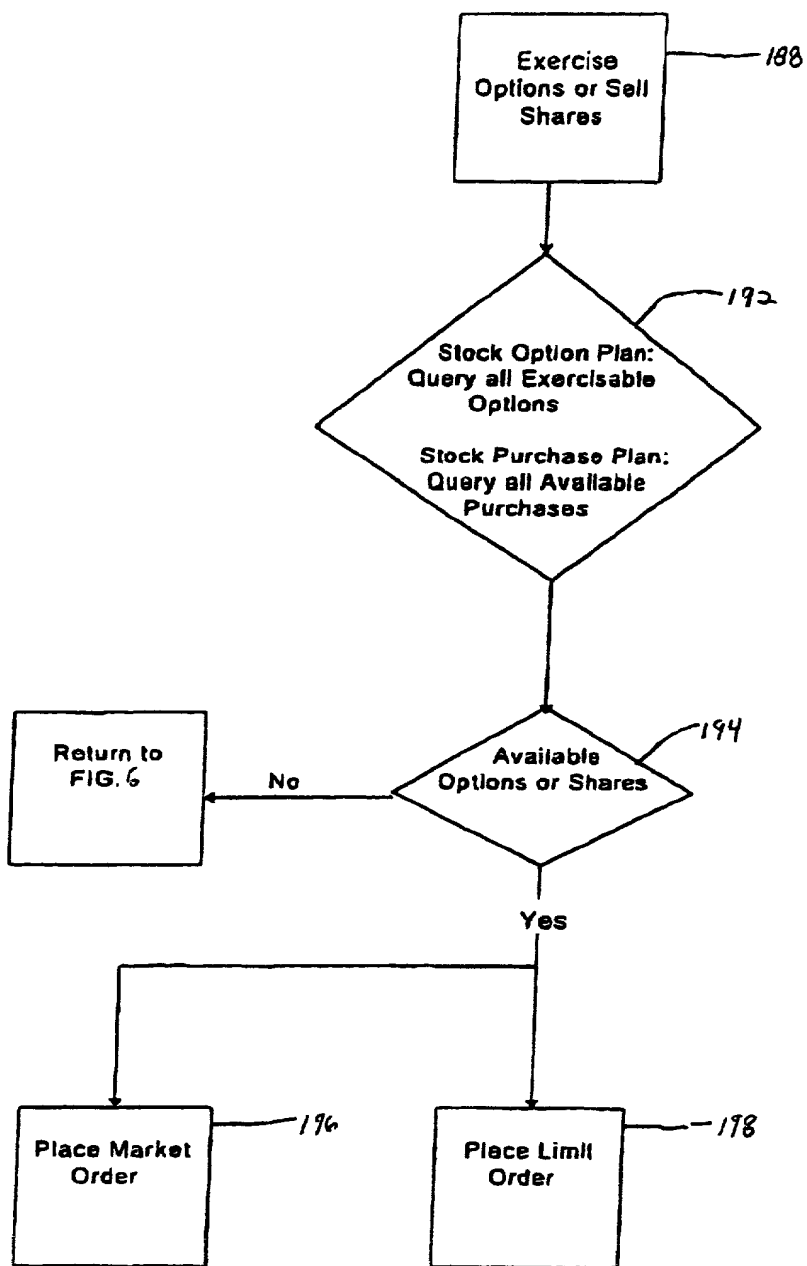 Exercise
Options or Sell
Shares
188
192
Stock Option Plan:
Query all Exercisable
Options
Stock Purchase Plan:
Query all Available
Purchases
194
Available
Options or Shares
Return to
FIG. 6
No
Yes
Place Market
Order
196
Place Limit
Order
198